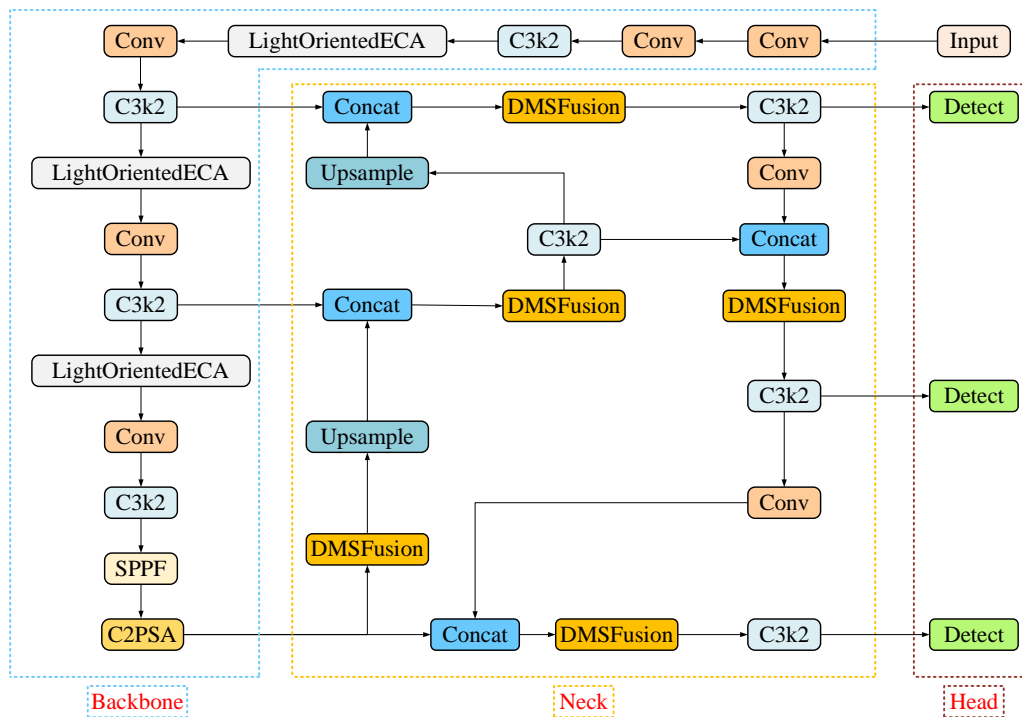 Conv
LightOrientedECA
C3k2
Conv
Conv
Input
C3k2
Concat
DMSFusion
C3k2
Detect
LightOrientedECA
Upsample
Conv
Conv
C3k2
Concat
C3k2
Concat
DMSFusion
DMSFusion
LightOrientedECA
C3k2
Detect
Conv
Upsample
C3k2
Conv
DMSFusion
SPPF
C2PSA
Concat
DMSFusion
C3k2
Detect
Backbone
Neck
Head